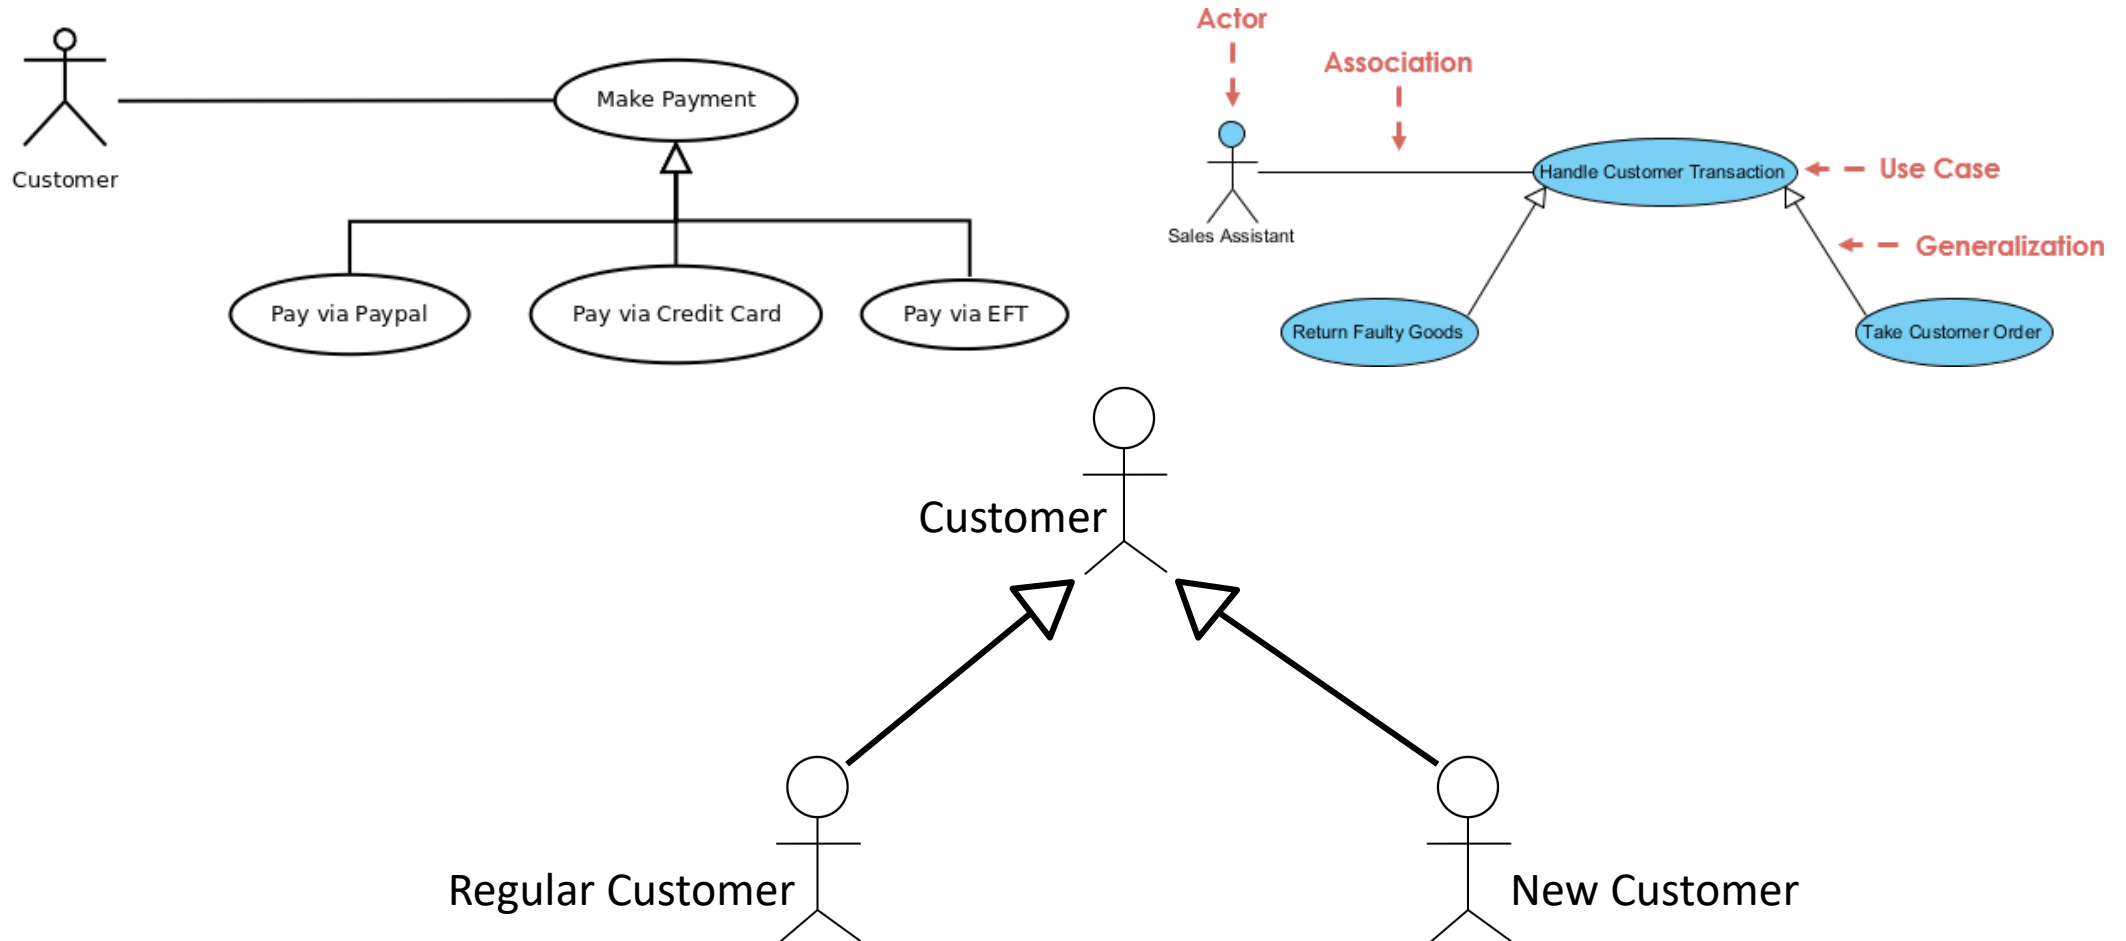 Customer
Make Payment
Pay via Paypal
Pay via Credit Card
Pay via EFT
Actor
Association
Handle Customer Transaction
Use Case
Sales Assistant
Generalization
Return Faulty Goods
Take Customer Order
Customer
Regular Customer
New Customer